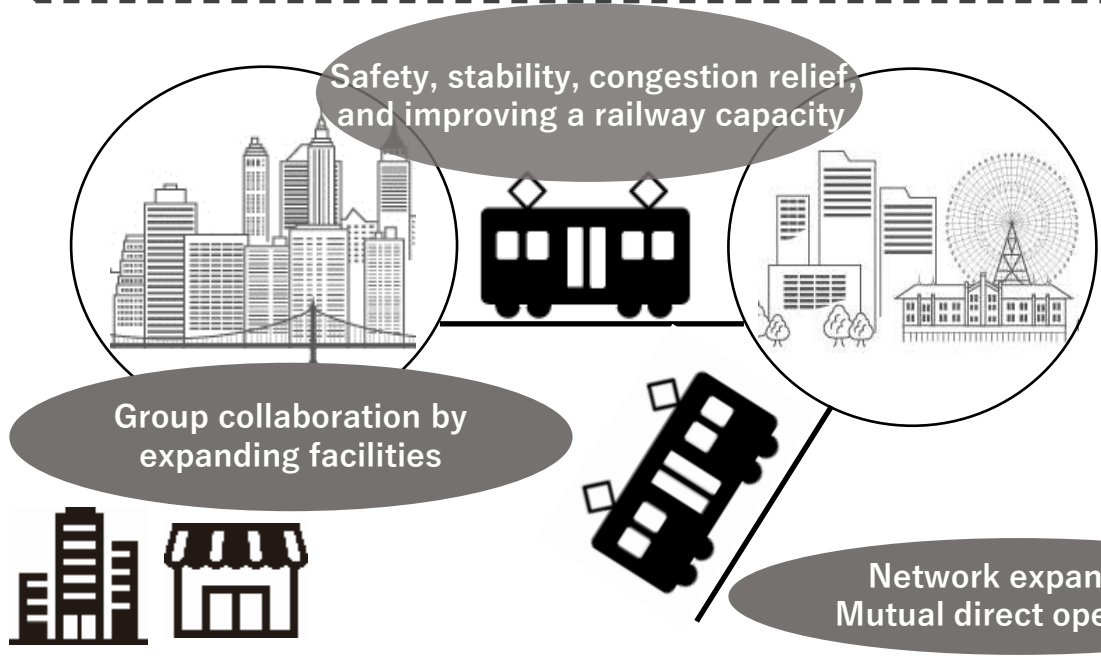 Safety, stability, congestion relief,
and improving a railway capacity
Group collaboration by
expanding facilities
Network expan
Mutual direct ope